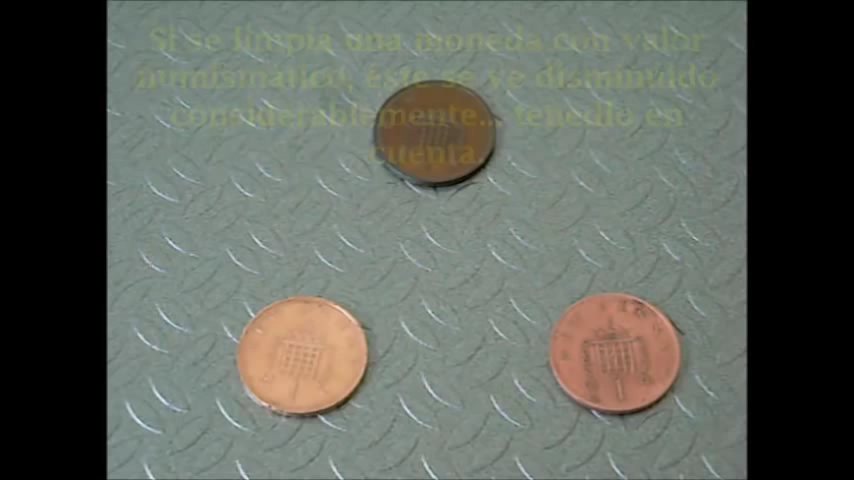 Si se limpia una moneda con valor
numismático, éste se ve disminuido
considerablemente... tenedlo en
cuenta.